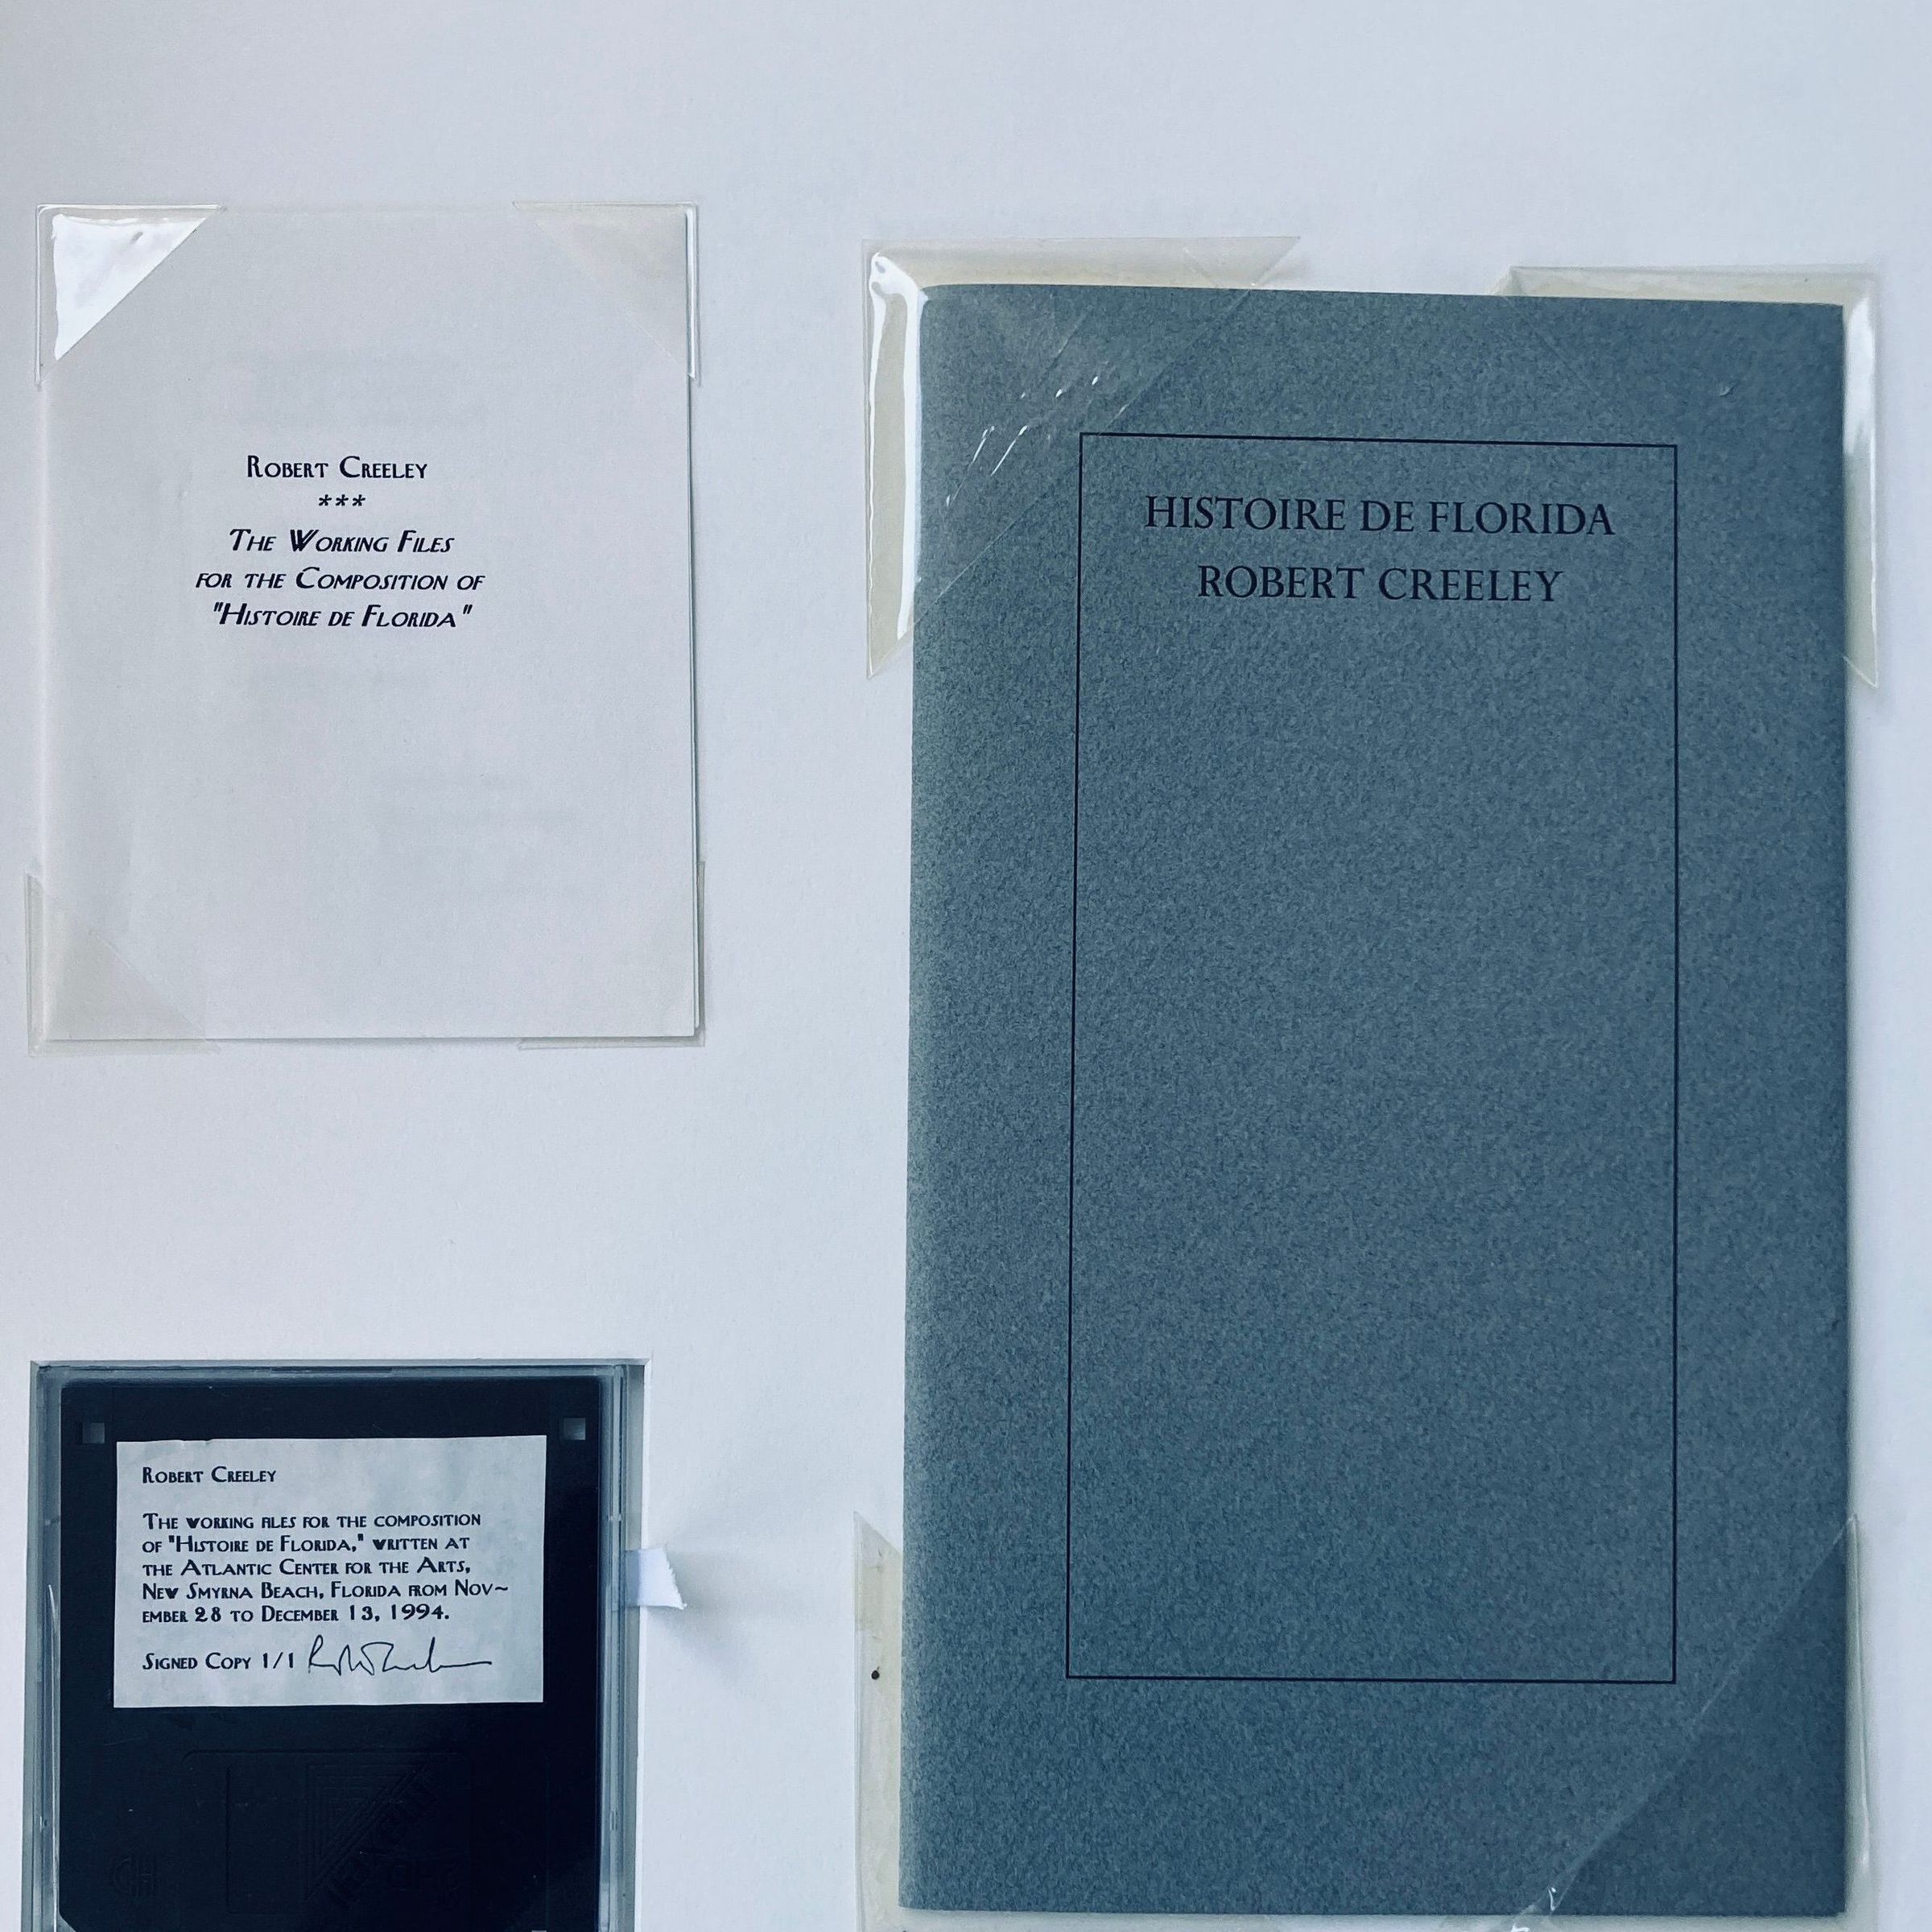 Robert Creeley
***
The Working Files
for the Composition of
"Histoire de Florida"
HISTOIRE DE FLORIDA
ROBERT CREELEY
Robert Creeley
The working files for the composition
of "Histoire de Florida," written at
the Atlantic Center for the Arts,
New Smyrna Beach, Florida from Nov~
ember 28 to December 13, 1994.
Signed Copy 1/1